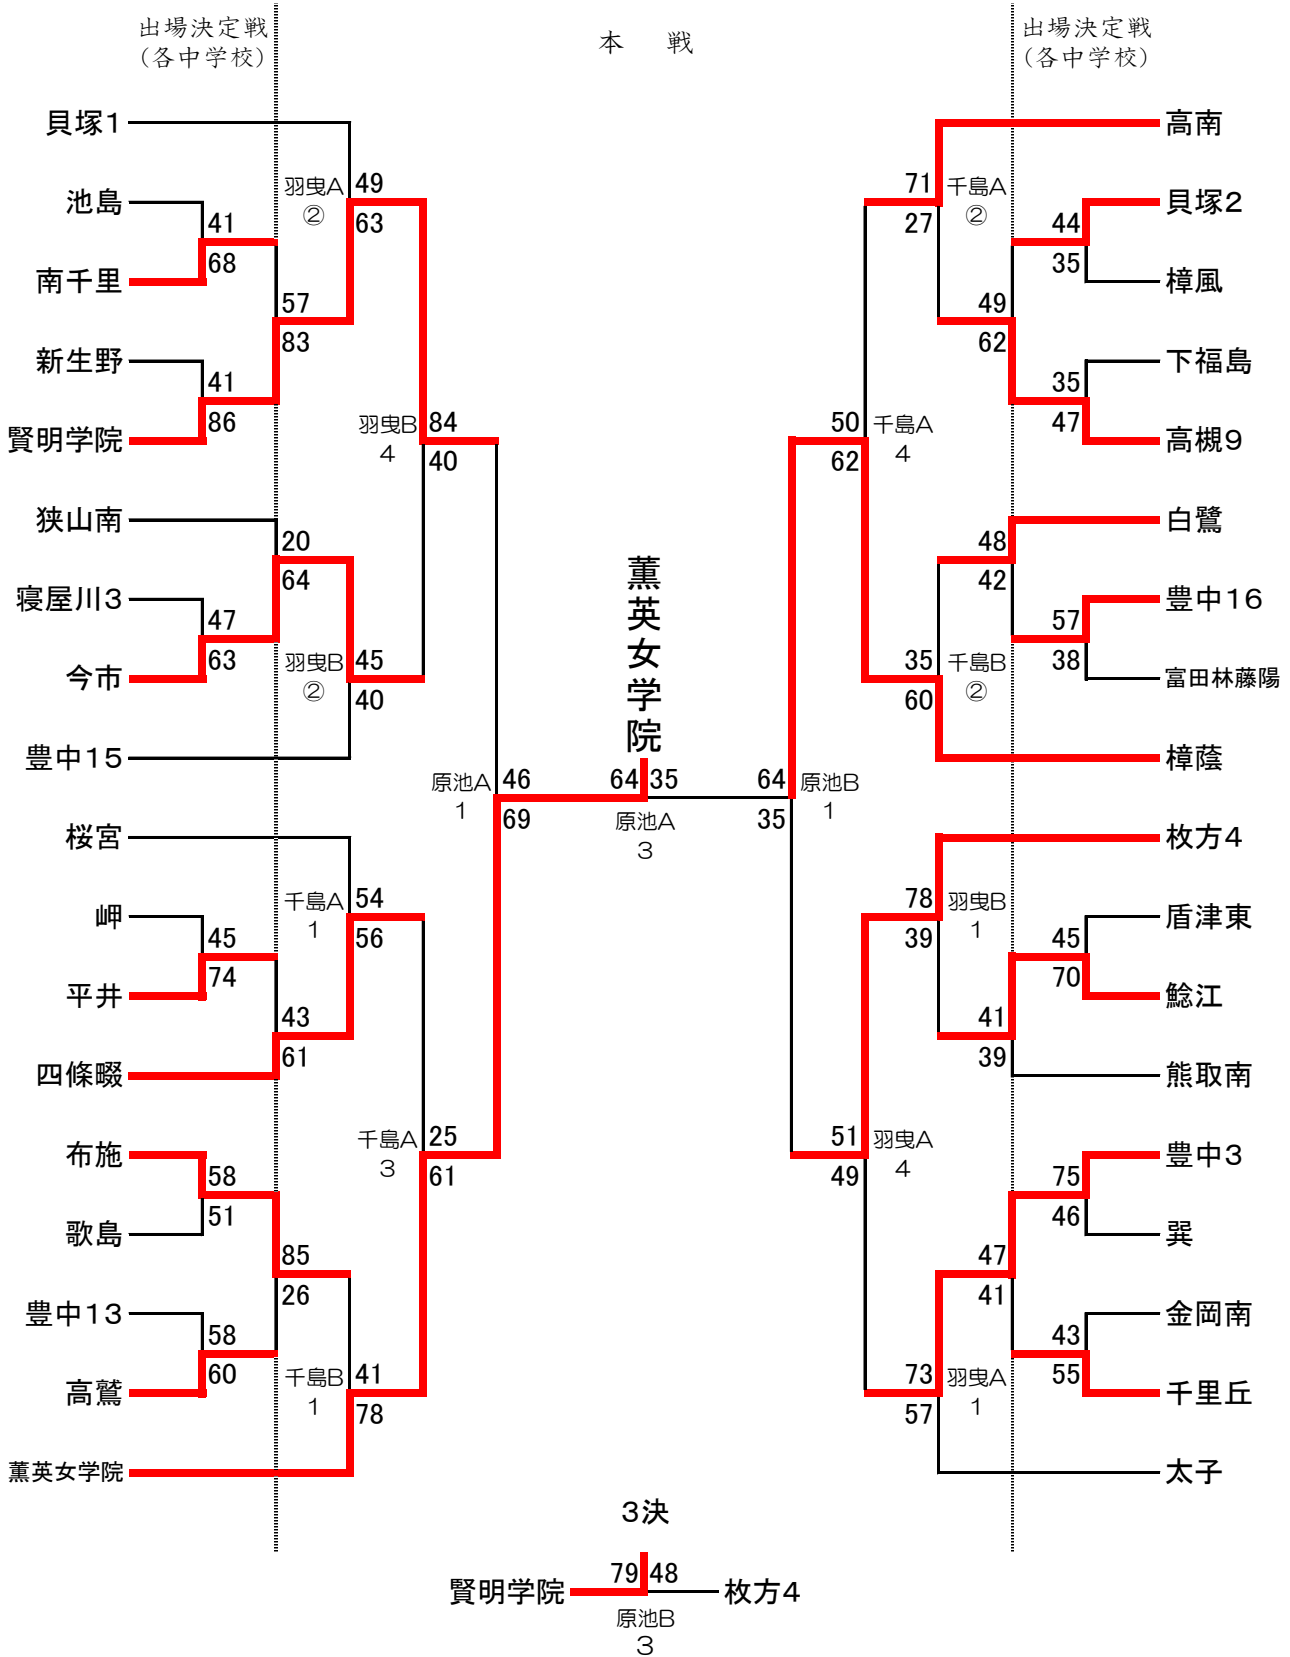 出場決定戦
(各中学校)
本 戦
出場決定戦
(各中学校)
貝塚1
池島
南千里
新生野
賢明学院
狭山南
寝屋川3
今市
豊中15
桜宮
岬
平井
四條畷
布施
歌島
豊中13
高鷲
薫英女学院
41
68
41
86
47
63
45
74
58
51
58
60
57
83
20
64
43
61
85
26
羽曳A
②
49
63
羽曳B
②
45
40
千島A
1
54
56
千島B
1
41
78
羽曳B
4
84
40
千島A
3
25
61
原池A
1
46
69
薫英女学院
64 35
原池A
3
64
35
原池B
1
50
62
千島A
4
51
49
羽曳A
4
71
27
千島A
②
35
60
千島B
②
78
39
羽曳B
1
73
57
羽曳A
1
49
62
48
42
41
39
47
41
44
35
35
47
57
38
45
70
75
46
43
55
高南
貝塚2
樟風
下福島
高槻9
白鷺
豊中16
富田林藤陽
樟蔭
枚方4
盾津東
鯰江
熊取南
豊中3
巽
金岡南
千里丘
太子
3決
賢明学院 79 48 枚方4
原池B
3